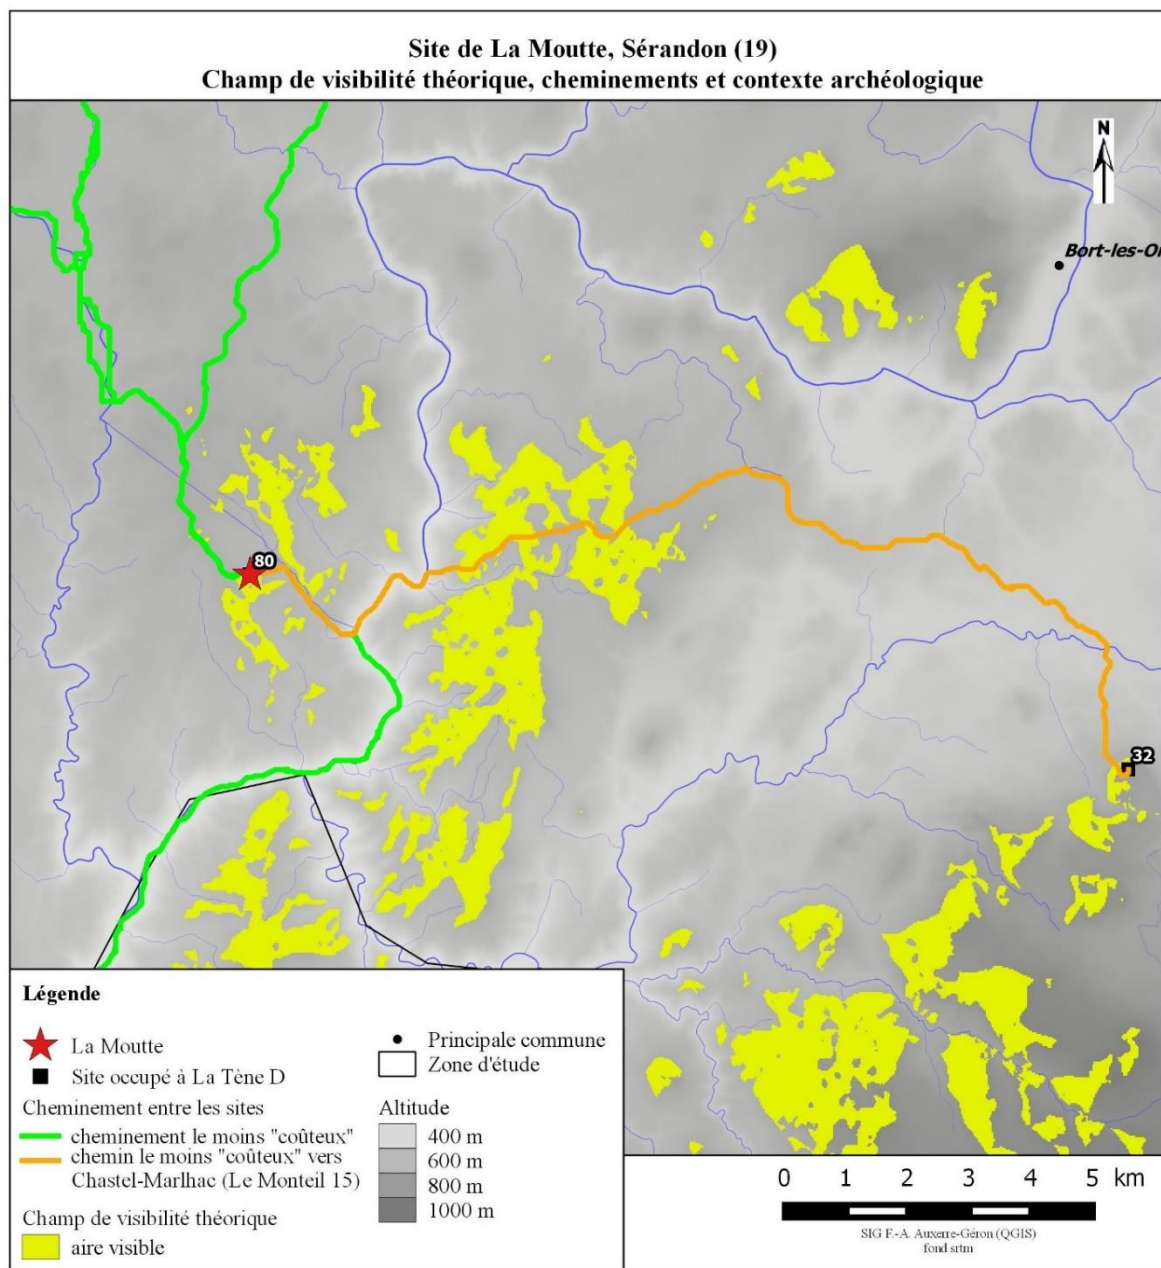 Site de La Moutte, Sérandon (19)
Champ de visibilité théorique, cheminements et contexte archéologique
N
Bort-les-Or
80
32
Légende
La Moutte
Site occupé à La Tène D
Cheminement entre les sites
cheminement le moins "coûteux"
chemin le moins "coûteux" vers
Chastel-Marlhac (Le Monteil 15)
Champ de visibilité théorique
aire visible
Principale commune
Zone d'étude
Altitude
400 m
600 m
800 m
1000 m
0 1 2 3 4 5 km
SIG F.-A. Auxerre-Géron (QGIS)
fond srtm